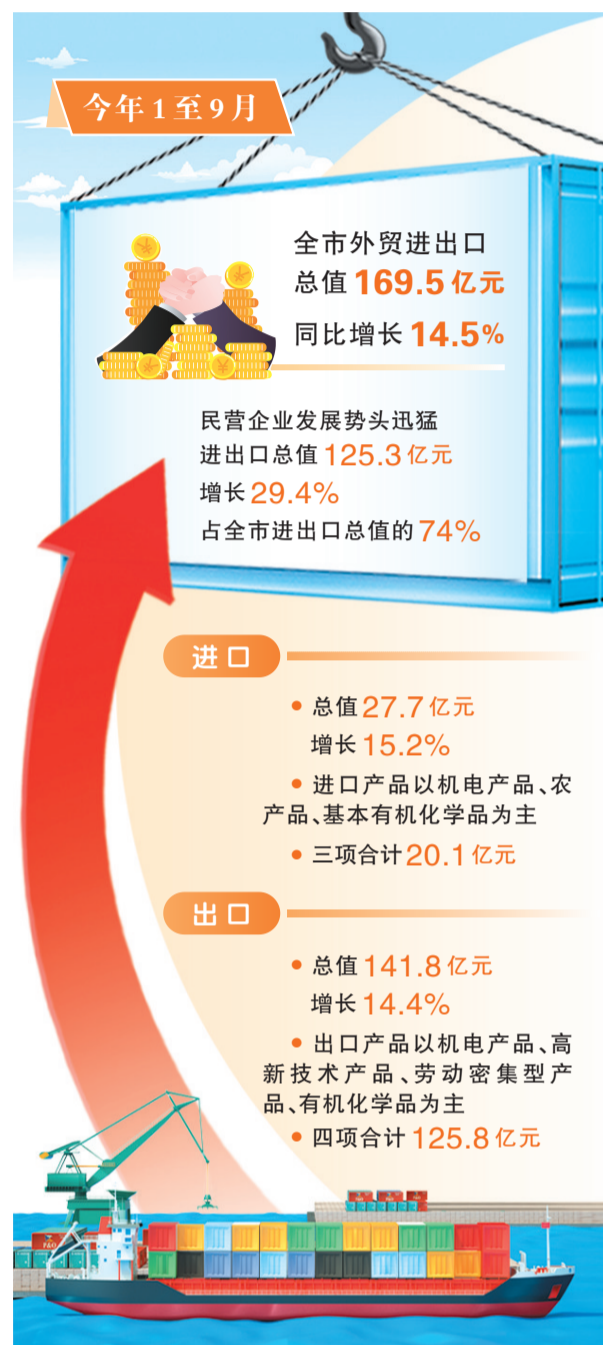 今年1至9月
全市外贸进出口
总值169.5亿元
同比增长14.5%
民营企业发展势头迅猛
进出口总值125.3亿元
增长29.4%
占全市进出口总值的74%
进口
•总值27.7亿元
增长15.2%
•进口产品以机电产品、农
产品、基本有机化学品为主
•三项合计20.1亿元
出口
•总值141.8亿元
增长14.4%
•出口产品以机电产品、高
新技术产品、劳动密集型产
品、有机化学品为主
•四项合计125.8亿元